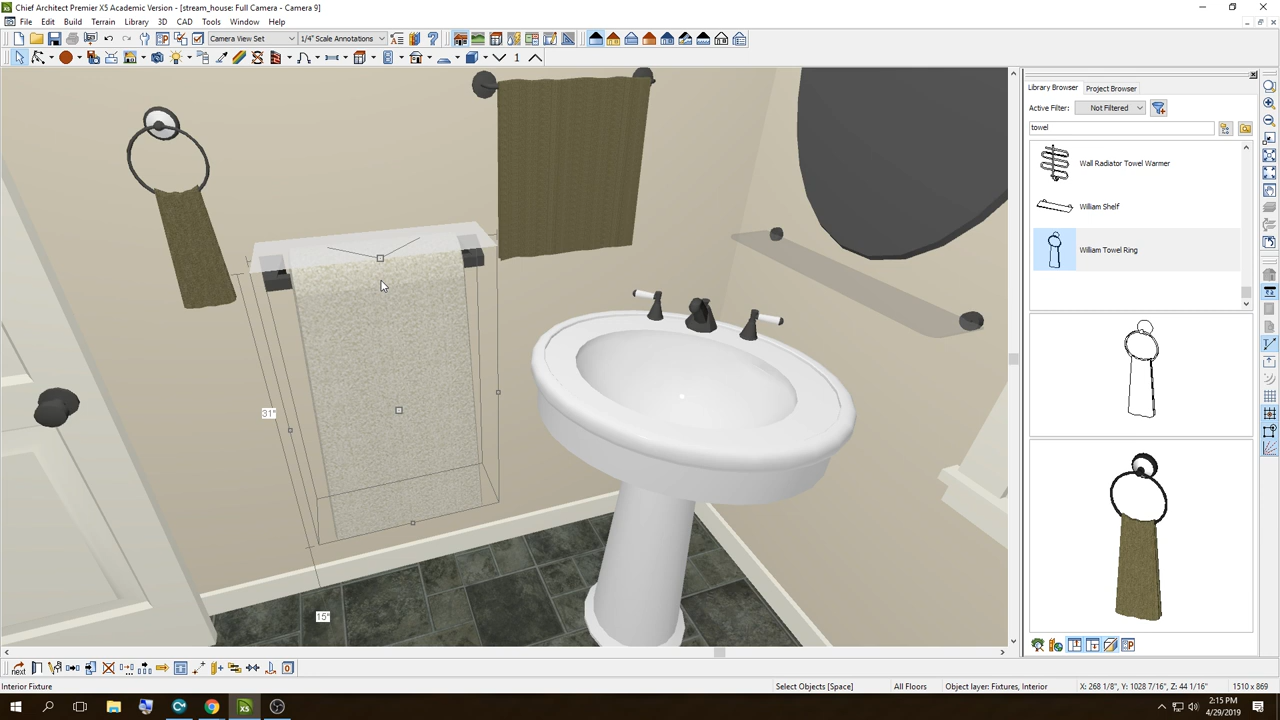 Chief Architect Premier X5 Academic Version - [stream_house: Full Camera - Camera 9]
File Edit Build Terrain Library 3D CAD Tools Window Help
Camera View Set 1/4" Scale Annotations
1
Library Browser Project Browser
Active Filter: Not Filtered
towel
Wall Radiator Towel Warmer
William Shelf
William Towel Ring
31"
15"
Interior Fixture Select Objects [Space] All Floors Object layer: Fixtures, Interior X: 268 1/8", Y: 1028 7/16", Z: 44 1/16" 1510 x 869
2:15 PM
4/29/2019